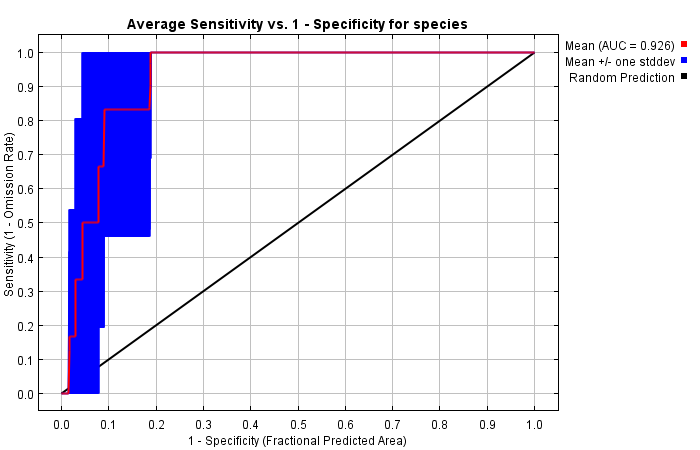 Average Sensitivity vs. 1 - Specificity for species
Mean (AUC = 0.926)
Mean +/- one stddev
Random Prediction
Sensitivity (1 - Omission Rate)
1.0
0.9
0.8
0.7
0.6
0.5
0.4
0.3
0.2
0.1
0.0
0.0 0.1 0.2 0.3 0.4 0.5 0.6 0.7 0.8 0.9 1.0
1 - Specificity (Fractional Predicted Area)